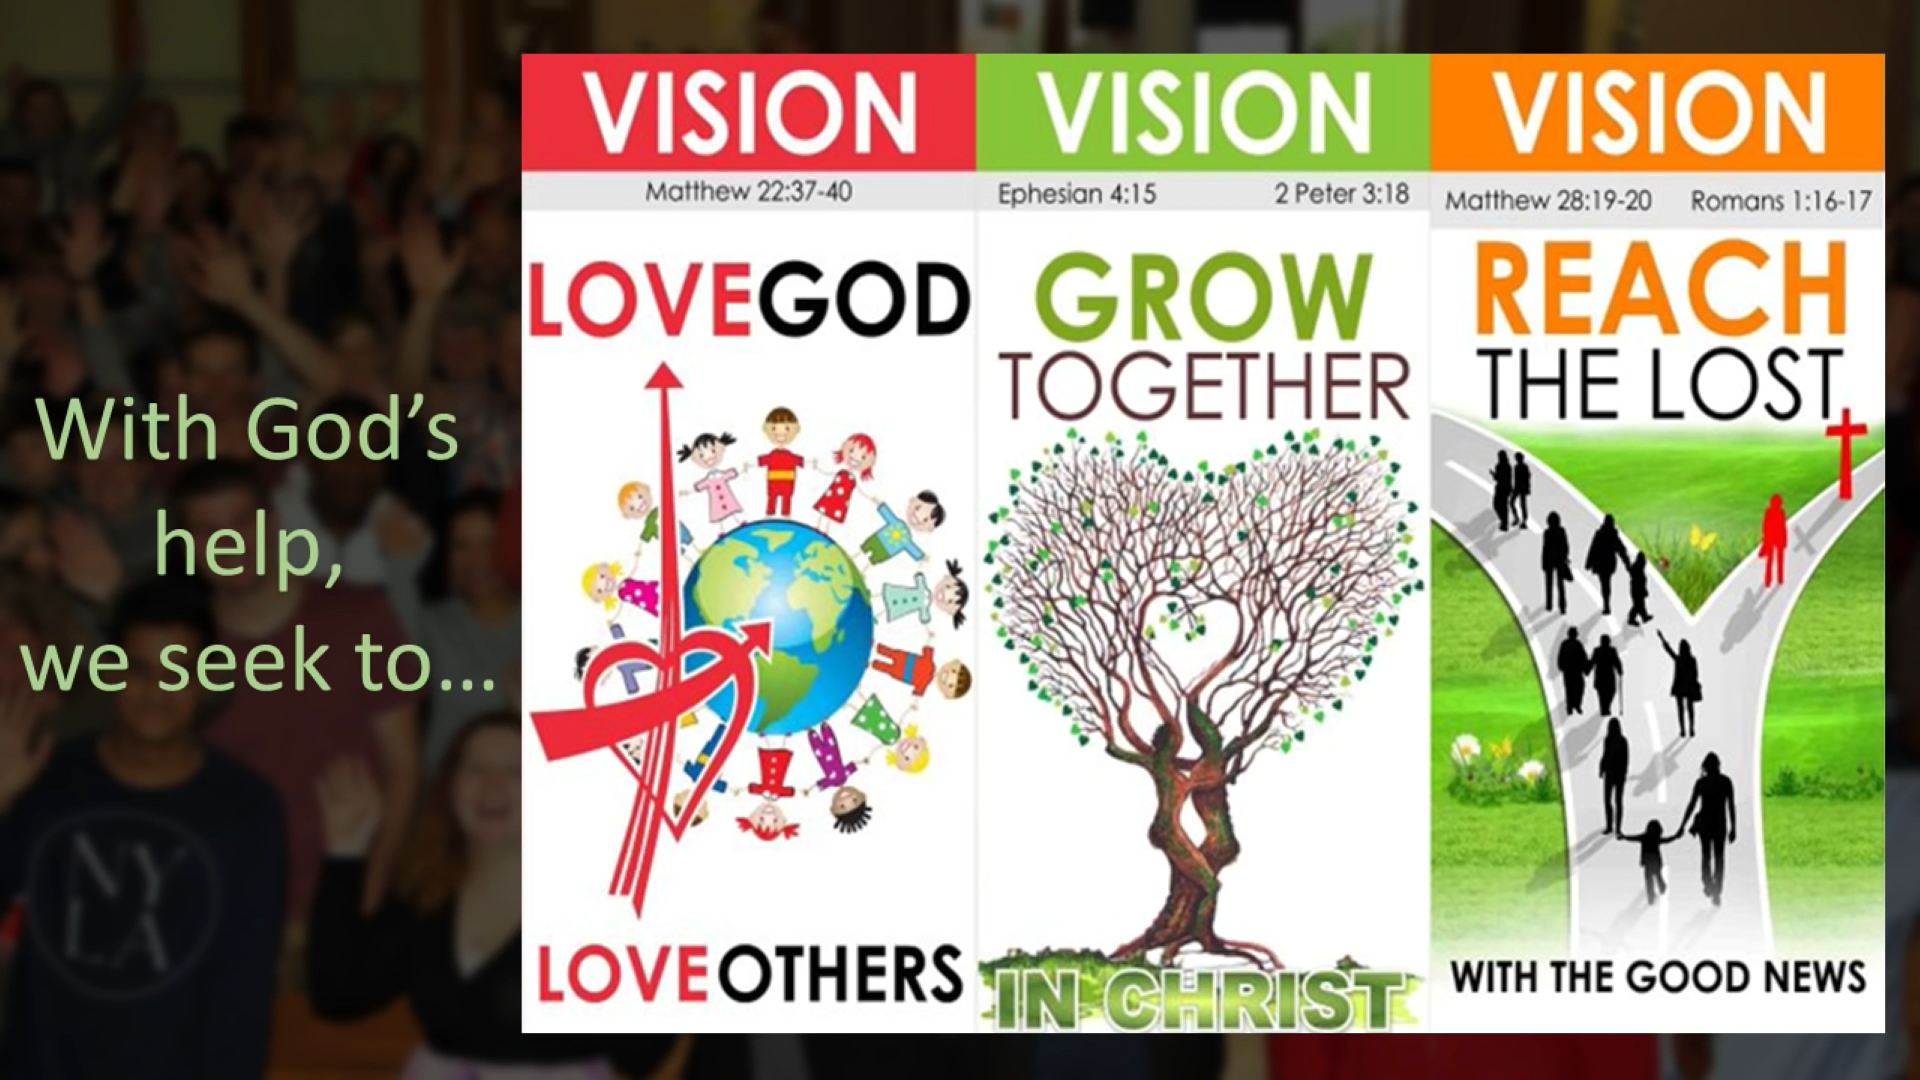 With God’s
help,
we seek to...
VISION
Matthew 22:37-40
LOVEGOD
LOVEOTHERS
VISION
Ephesian 4:15 2 Peter 3:18
GROW
TOGETHER
IN CHRIST
VISION
Matthew 28:19-20 Romans 1:16-17
REACH
THE LOST
WITH THE GOOD NEWS
NY
LA